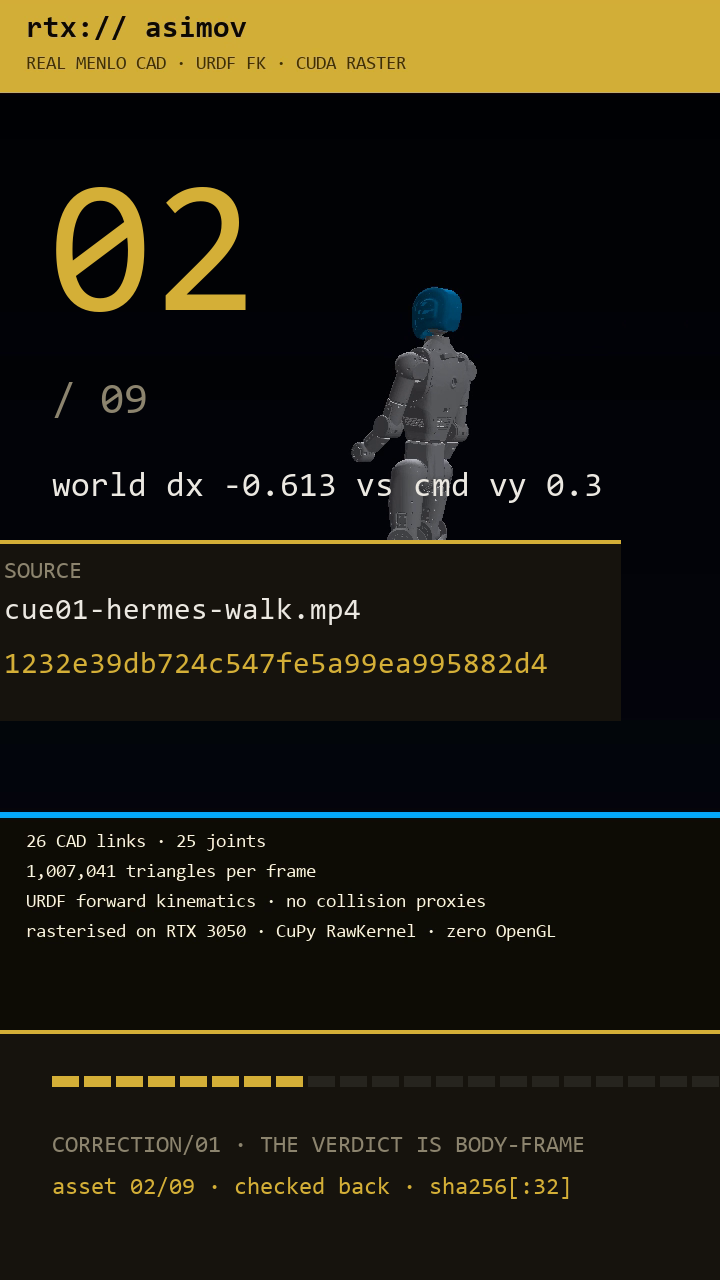 rtx:// asimov
REAL MENLO CAD · URDF FK · CUDA RASTER
02
/ 09
world dx -0.613 vs cmd vy 0.3
SOURCE
cue01-hermes-walk.mp4
1232e39db724c547fe5a99ea995882d4
26 CAD links · 25 joints
1,007,041 triangles per frame
URDF forward kinematics · no collision proxies
rasterised on RTX 3050 · CuPy RawKernel · zero OpenGL
CORRECTION/01 · THE VERDICT IS BODY-FRAME
asset 02/09 · checked back · sha256[:32]